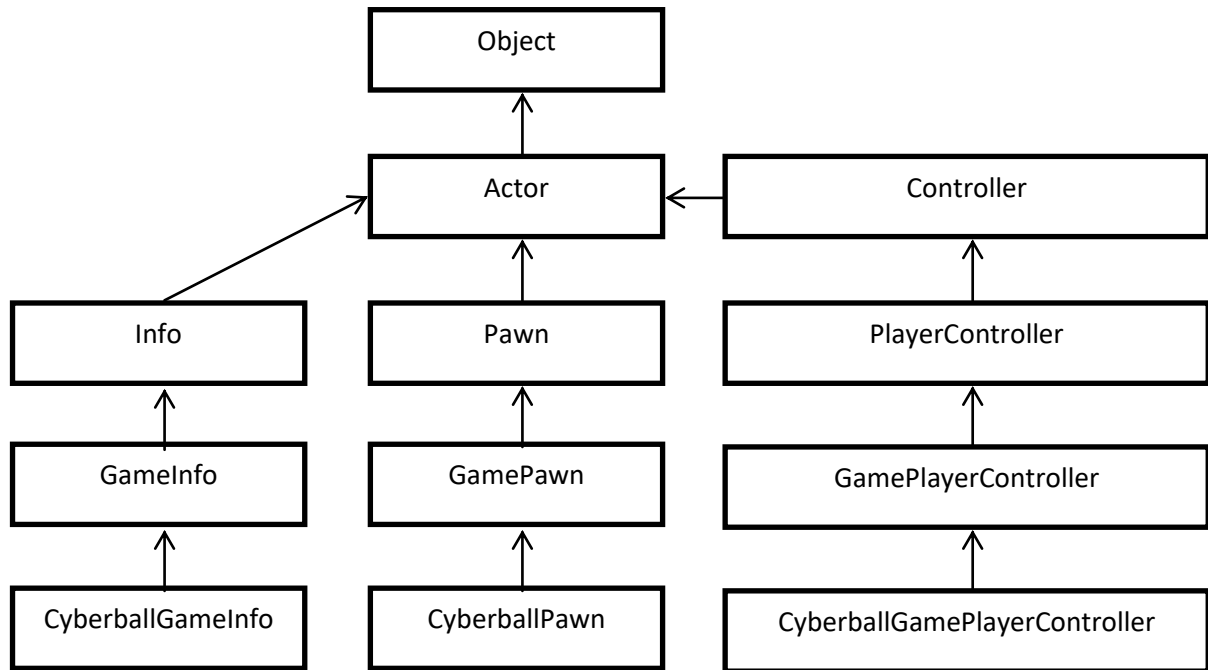 Object
Actor
Controller
Info
Pawn
PlayerController
GameInfo
GamePawn
GamePlayerController
CyberballGameInfo
CyberballPawn
CyberballGamePlayerController